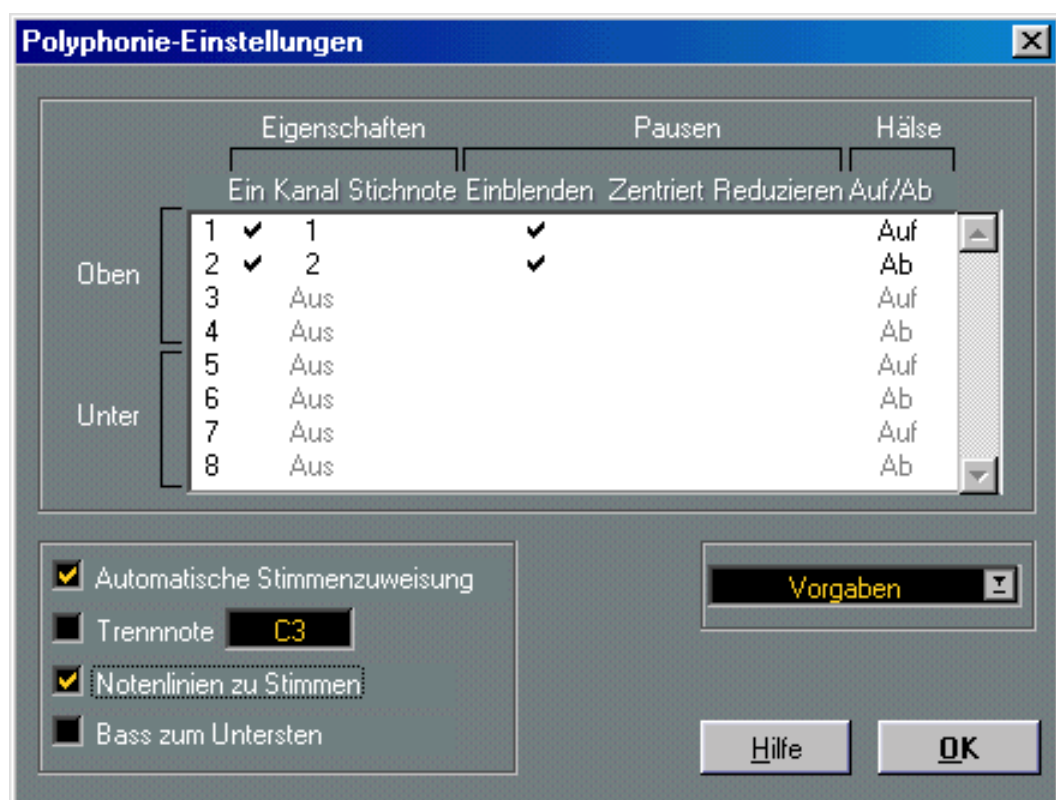 Polyphonie-Einstellungen
Eigenschaften Pausen Hälse
Ein Kanal Stichnote Einblenden Zentriert Reduzieren Auf/Ab
Oben
1 1 Auf
2 2 Ab
3 Aus Auf
4 Aus Ab
Unter
5 Aus Auf
6 Aus Ab
7 Aus Auf
8 Aus Ab
Automatische Stimmenzuweisung
Vorgaben
Trennnote C3
Notenlinien zu Stimmen
Bass zum Untersten
Hilfe OK